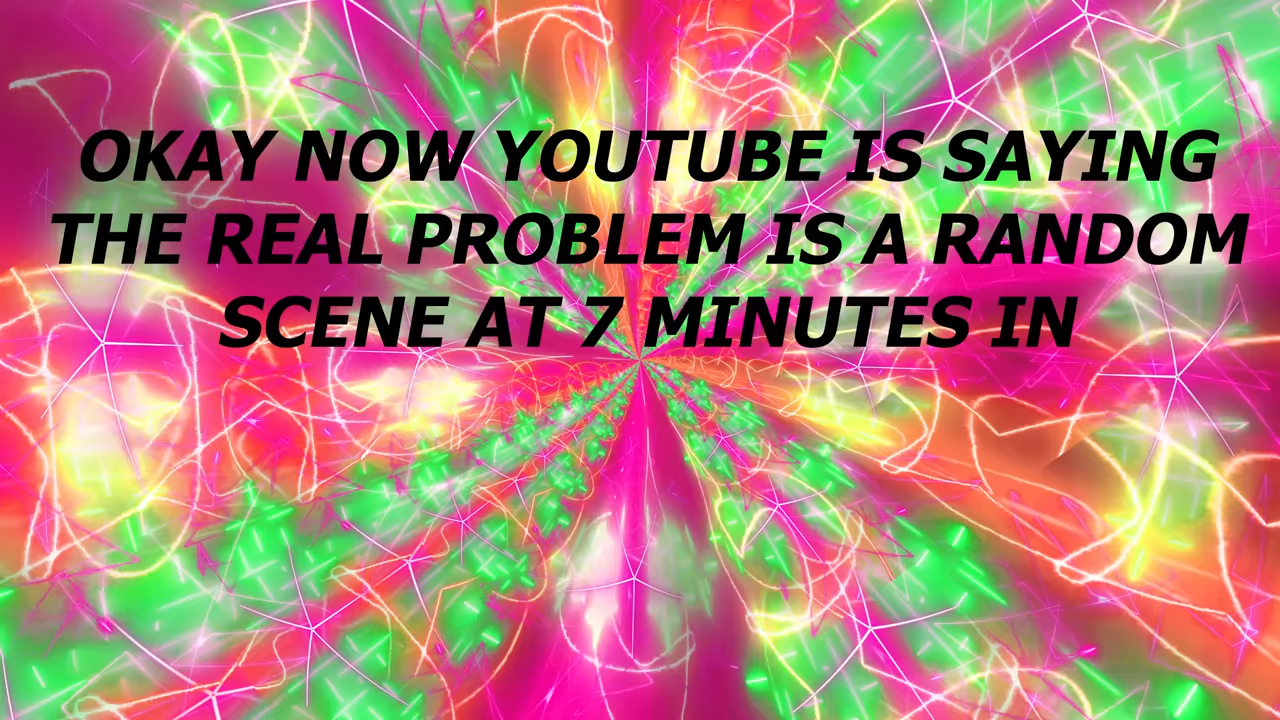 OKAY NOW YOUTUBE IS SAYING
THE REAL PROBLEM IS A RANDOM
SCENE AT 7 MINUTES IN